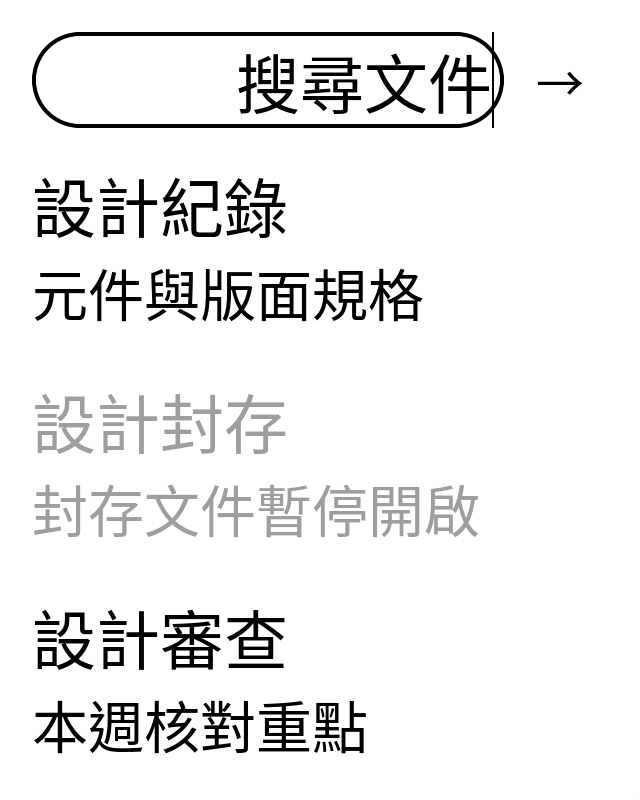 搜尋文件 →
設計紀錄
元件與版面規格
設計封存
封存文件暫停開啟
設計審查
本週核對重點